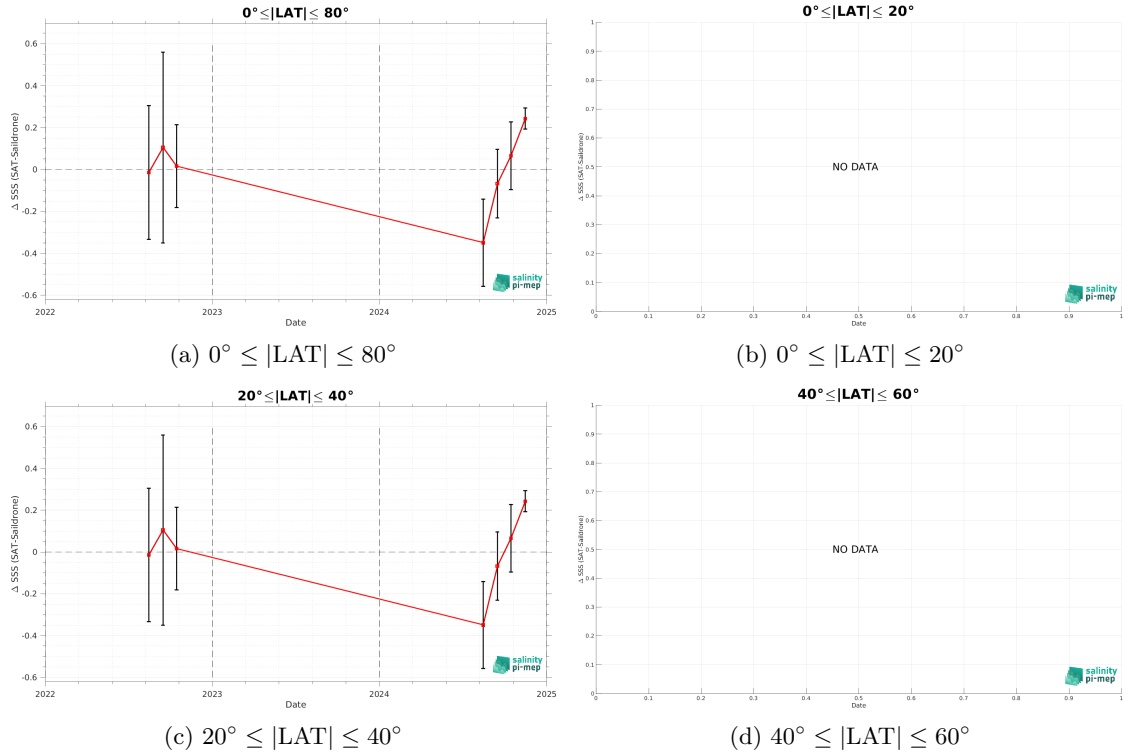 0°≤|LAT|≤ 80°
Δ SSS (SAT-Saildrone)
0.6
0.4
0.2
0
-0.2
-0.4
-0.6
2022
2023
2024
2025
Date
salinity
pi-mep
(a) 0° ≤ |LAT| ≤ 80°
0°≤|LAT|≤ 20°
Δ SSS (SAT-Saildrone)
1
0.9
0.8
0.7
0.6
0.5
0.4
0.3
0.2
0.1
0
NO DATA
0
0.1
0.2
0.3
0.4
0.5
0.6
0.7
0.8
0.9
1
Date
salinity
pi-mep
(b) 0° ≤ |LAT| ≤ 20°
20°≤|LAT|≤ 40°
Δ SSS (SAT-Saildrone)
0.6
0.4
0.2
0
-0.2
-0.4
-0.6
2022
2023
2024
2025
Date
salinity
pi-mep
(c) 20° ≤ |LAT| ≤ 40°
40°≤|LAT|≤ 60°
Δ SSS (SAT-Saildrone)
1
0.9
0.8
0.7
0.6
0.5
0.4
0.3
0.2
0.1
0
NO DATA
0
0.1
0.2
0.3
0.4
0.5
0.6
0.7
0.8
0.9
1
Date
salinity
pi-mep
(d) 40° ≤ |LAT| ≤ 60°